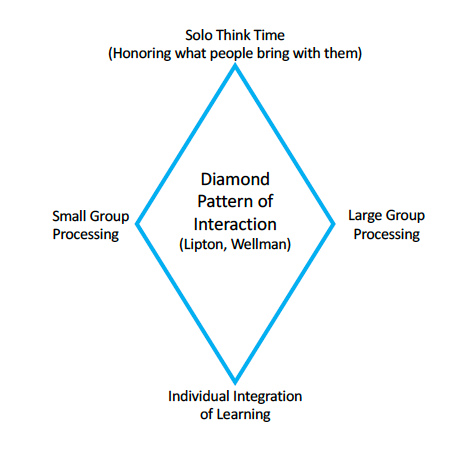 Solo Think Time
(Honoring what people bring with them)
Diamond
Pattern of
Interaction
(Lipton, Wellman)
Small Group
Processing
Large Group
Processing
Individual Integration
of Learning